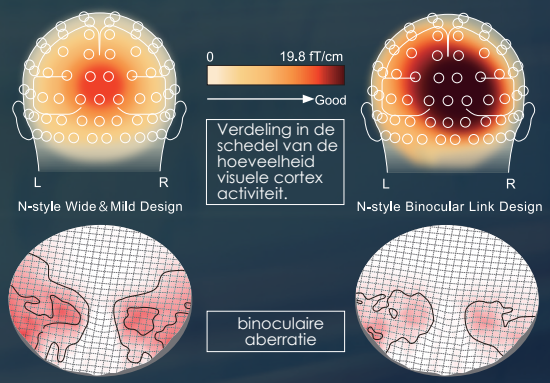 0 19.8 fT/cm
Good
Verdeling in de
schedel van de
hoeveelheid
visuele cortex
activiteit.
L R
N-style Wide & Mild Design
L R
N-style Binocular Link Design
binoculaire
aberratie